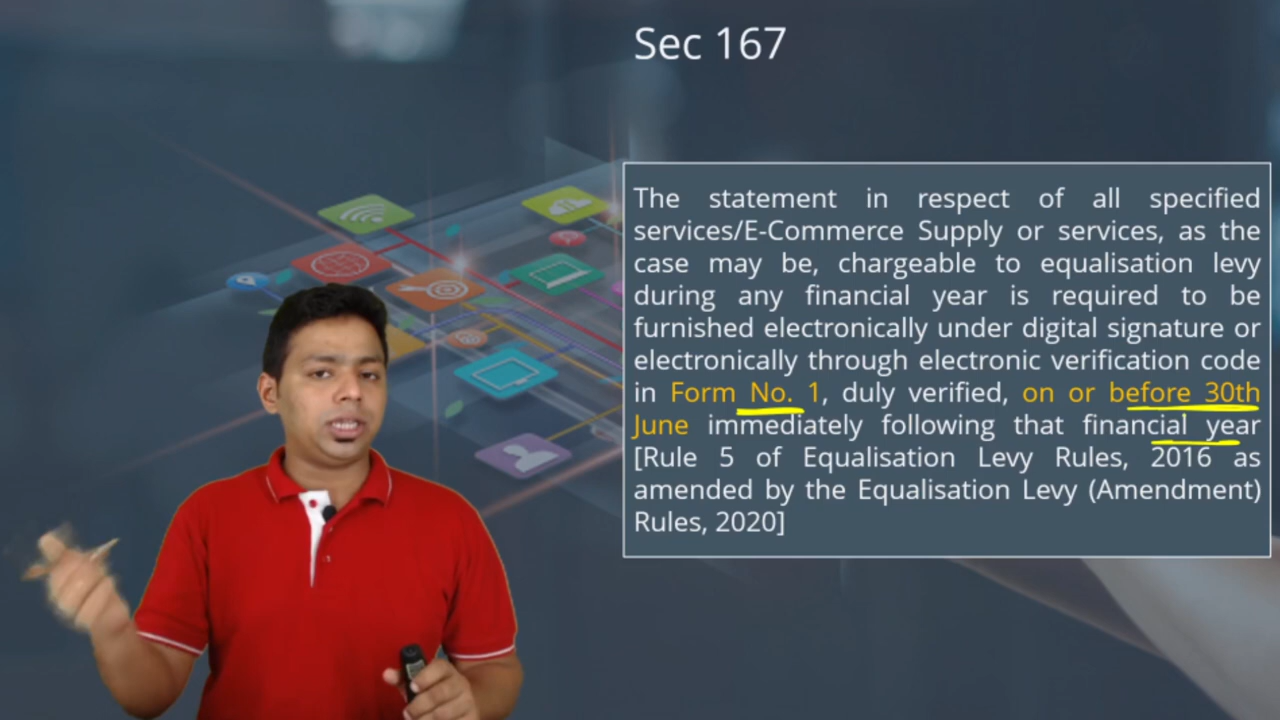 Sec 167
The statement in respect of all specified
services/E-Commerce Supply or services, as the
case may be, chargeable to equalisation levy
during any financial year is required to be
furnished electronically under digital signature or
electronically through electronic verification code
in Form No. 1, duly verified, on or before 30th
June immediately following that financial year
[Rule 5 of Equalisation Levy Rules, 2016 as
amended by the Equalisation Levy (Amendment)
Rules, 2020]